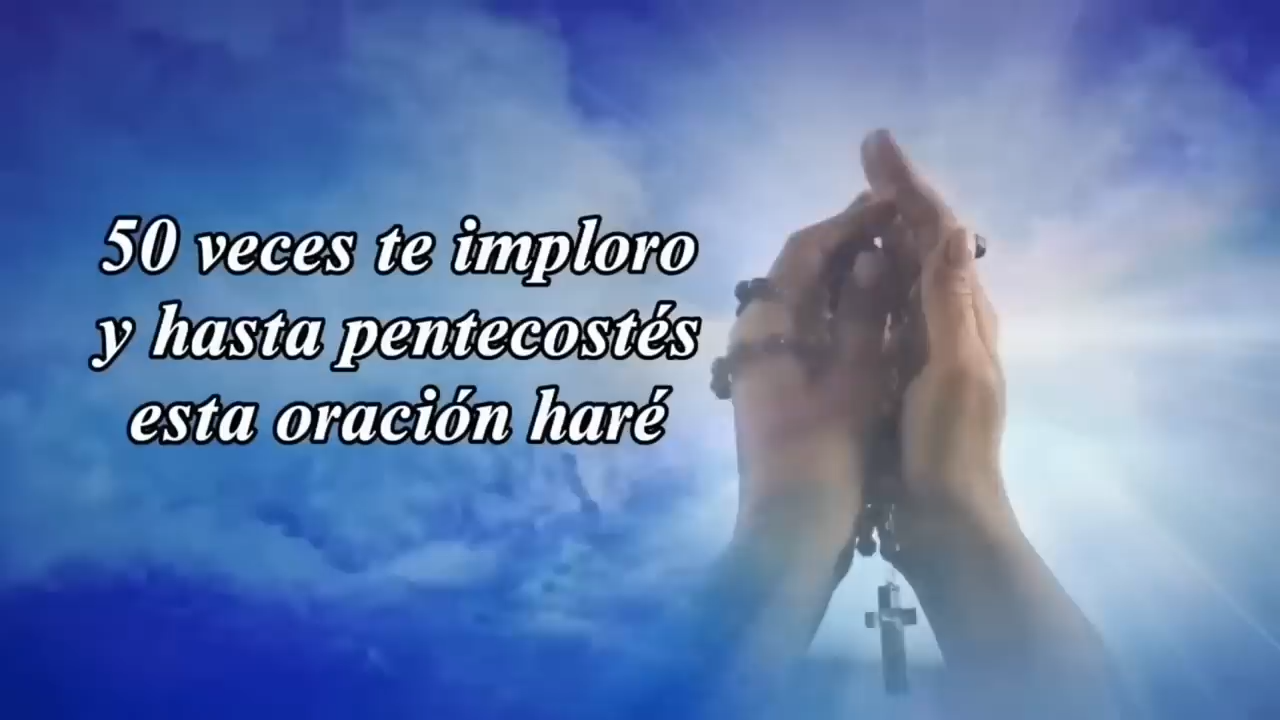 50 veces te imploro
y hasta pentecostés
esta oración haré